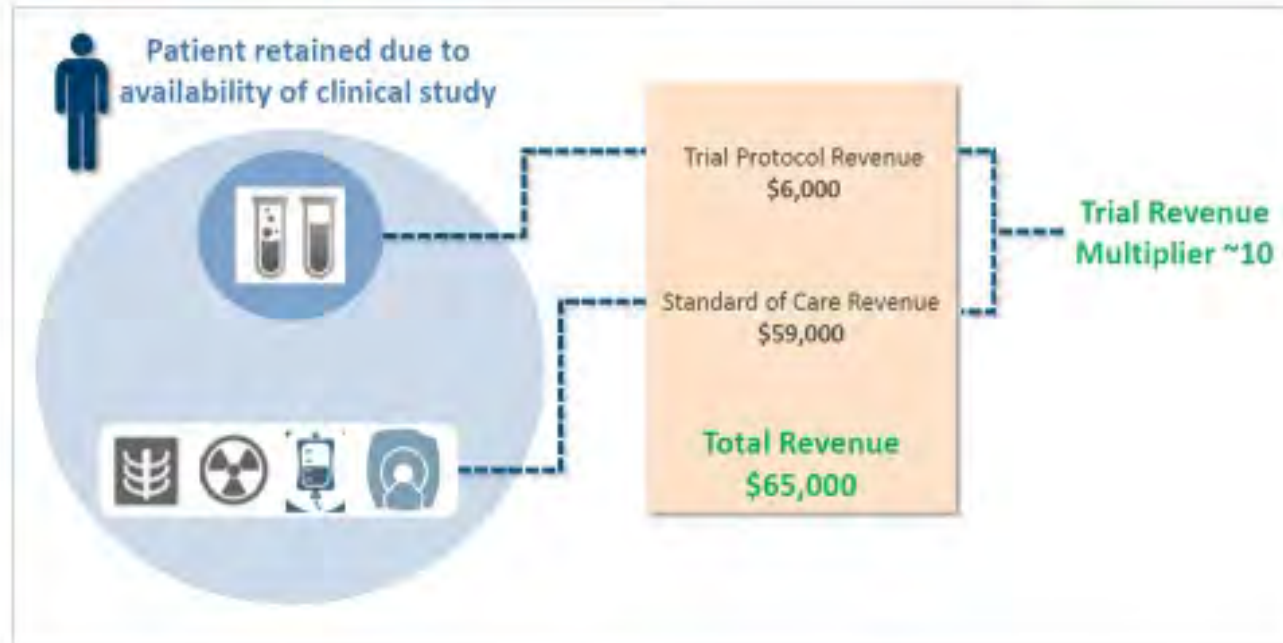 Patient retained due to
availability of clinical study
Trial Protocol Revenue
$6,000
Standard of Care Revenue
$59,000
Total Revenue
$65,000
Trial Revenue
Multiplier ~10